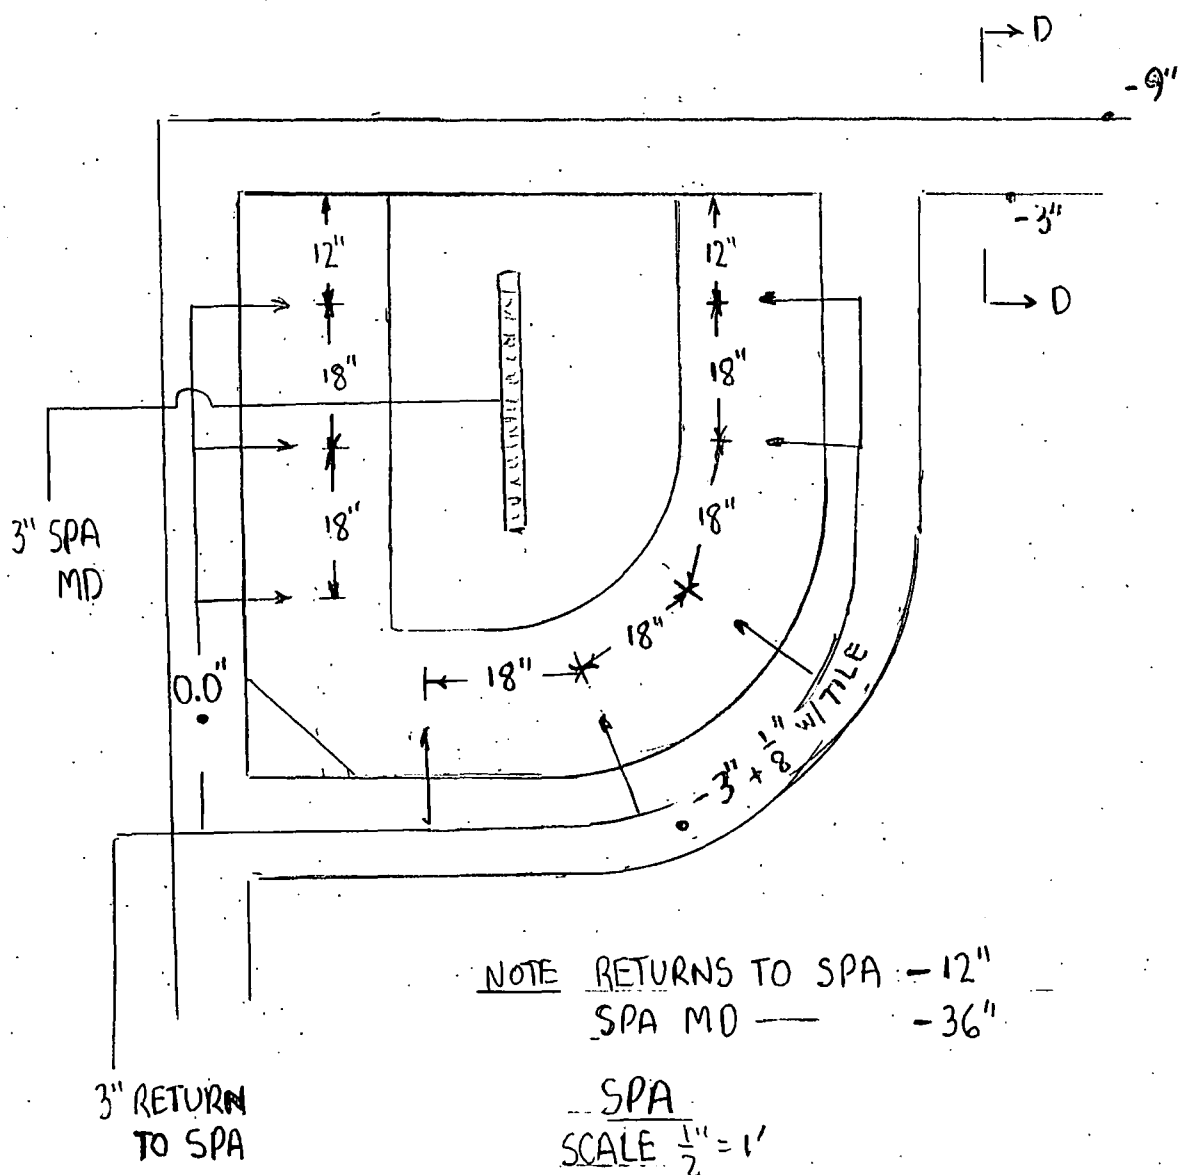 D
-9"
-3"
D
12"
12"
18"
18"
3" SPA
MD
18"
18"
18"
18"
0.0"
-3" + 1/8" W/ TILE
NOTE RETURNS TO SPA -12"
SPA MD — -36"
3" RETURN
TO SPA
SPA
SCALE 1/2" = 1'